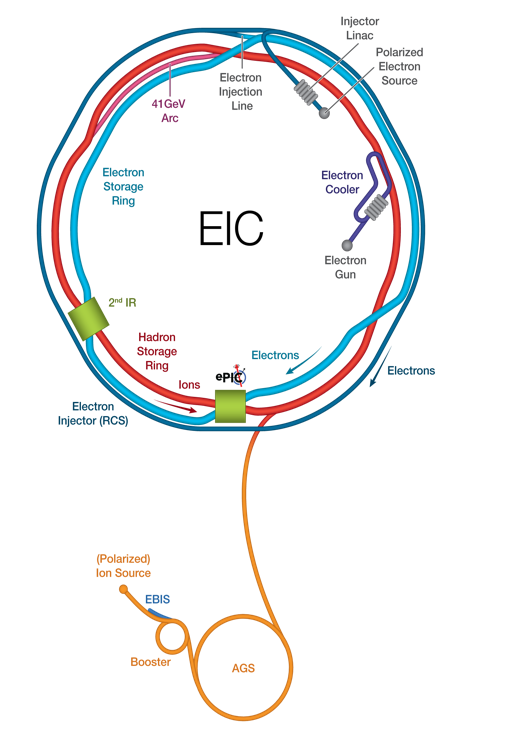 Injector
Linac
Polarized
Electron
Source
Electron
Injection
Line
41GeV
Arc
Electron
Storage
Ring
Electron
Cooler
EIC
Electron
Gun
2nd IR
Hadron
Storage
Ring
Electrons
ePIC
Ions
Electrons
Electron
Injector (RCS)
(Polarized)
Ion Source
EBIS
Booster
AGS